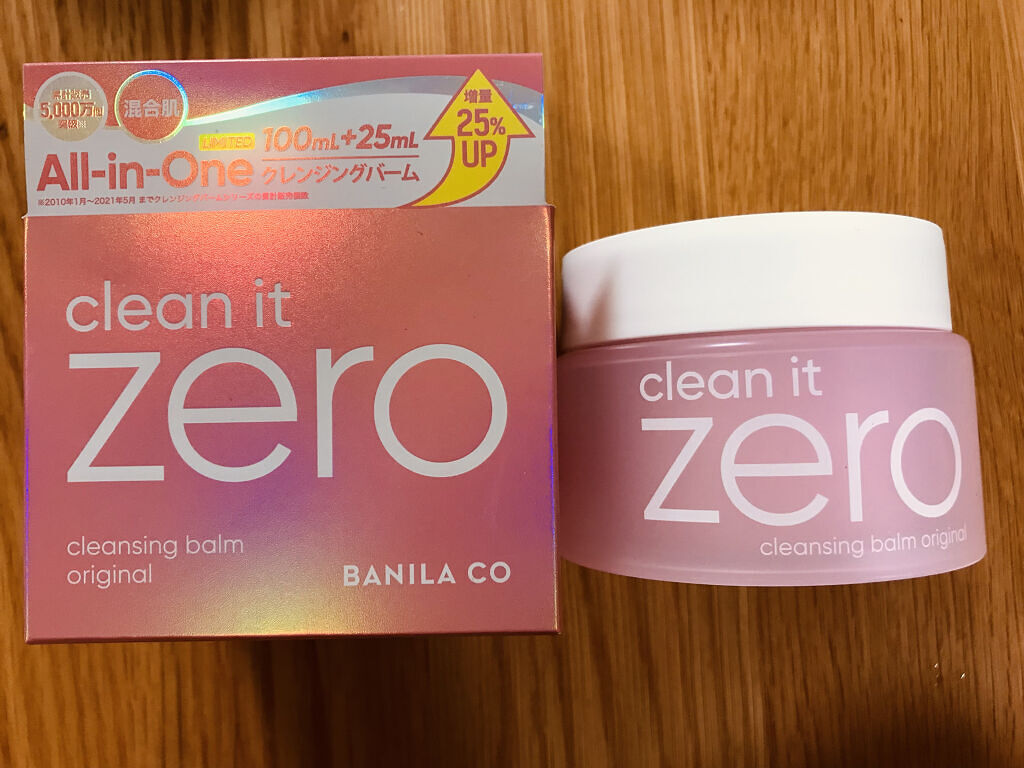 累計販売
5,000万個
突破※
混合肌
LIMITED
100mL+25mL
増量
25%
UP
All-in-One
クレンジングバーム
※2010年1月〜2021年5月 までクレンジングバームシリーズの累計販売個数
clean it
zero
cleansing balm
original
BANILA CO
clean it
zero
cleansing balm original